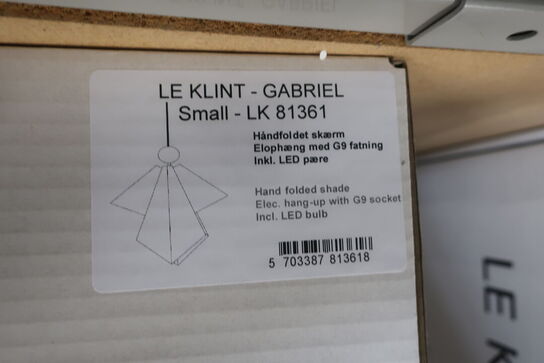 LE KLINT - GABRIEL
Small - LK 81361
Håndfoldet skærm
Elophæng med G9 fatning
Inkl. LED pære
Hand folded shade
Elec. hang-up with G9 socket
Incl. LED bulb
5 703387 813618
LE K